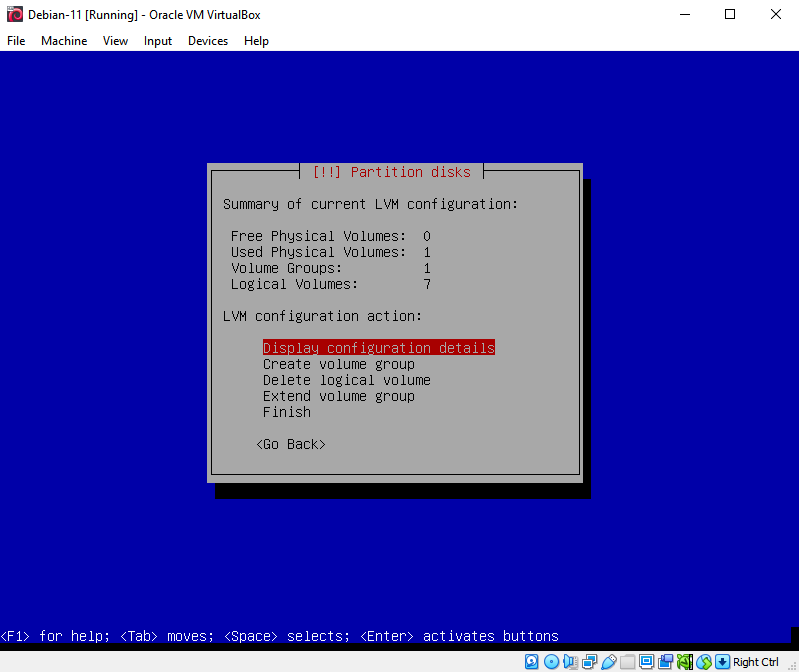 Debian-11 [Running] - Oracle VM VirtualBox
File Machine View Input Devices Help
[!!] Partition disks
Summary of current LVM configuration:
Free Physical Volumes: 0
Used Physical Volumes: 1
Volume Groups: 1
Logical Volumes: 7
LVM configuration action:
Display configuration details
Create volume group
Delete logical volume
Extend volume group
Finish
<Go Back>
<F1> for help; <Tab> moves; <Space> selects; <Enter> activates buttons
Right Ctrl